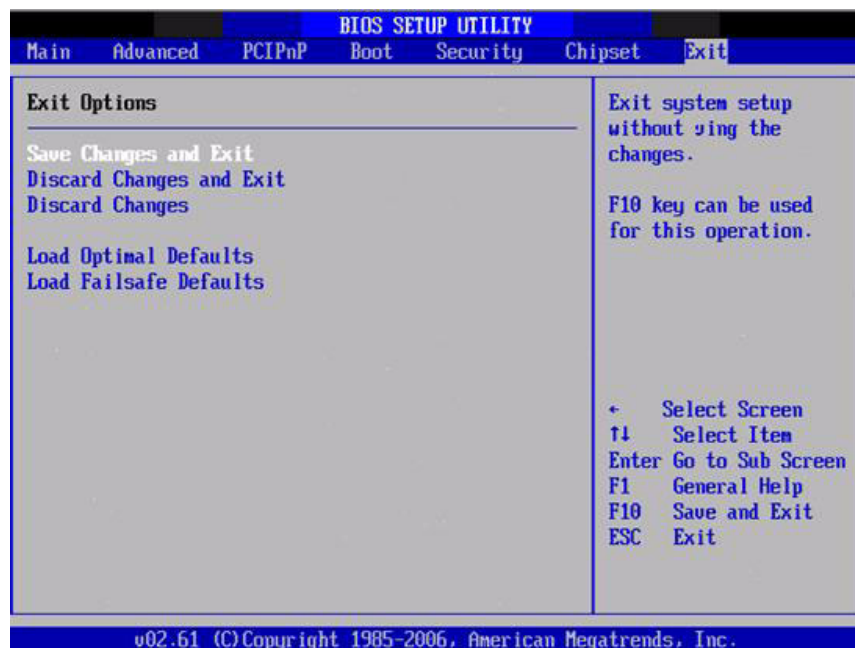 BIOS SETUP UTILITY
Main Advanced PCIPnP Boot Security Chipset Exit
Exit Options
Save Changes and Exit
Discard Changes and Exit
Discard Changes
Load Optimal Defaults
Load Failsafe Defaults
Exit system setup
without ving the
changes.
F10 key can be used
for this operation.
← Select Screen
↑↓ Select Item
Enter Go to Sub Screen
F1 General Help
F10 Save and Exit
ESC Exit
v02.61 (C)Copyright 1985-2006, American Megatrends, Inc.